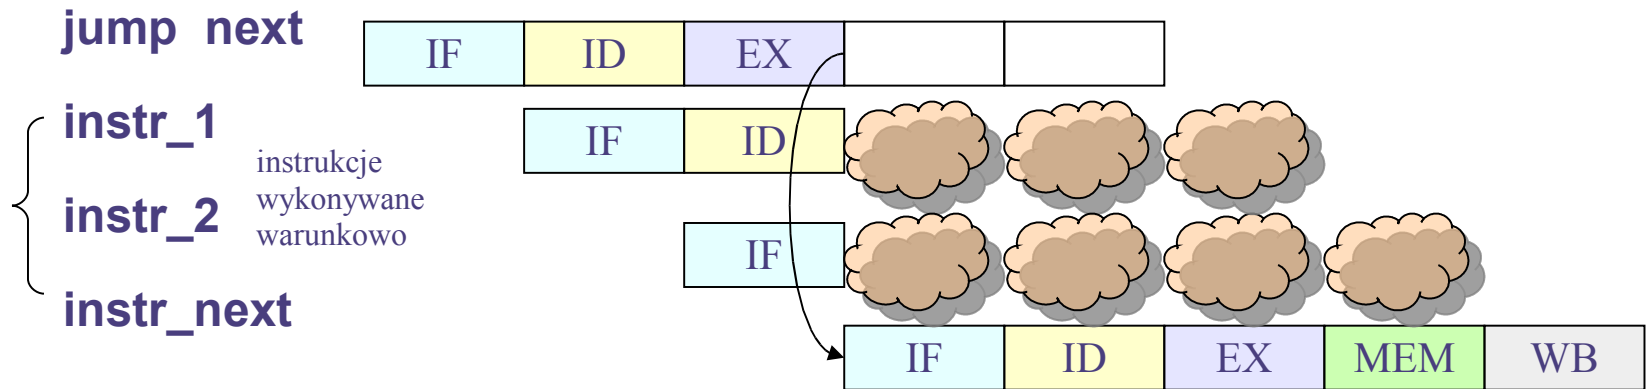 jump next
IF ID EX
instr_1
IF ID
instrukcje
wykonywane
warunkowo
instr_2
IF
instr_next
IF ID EX MEM WB